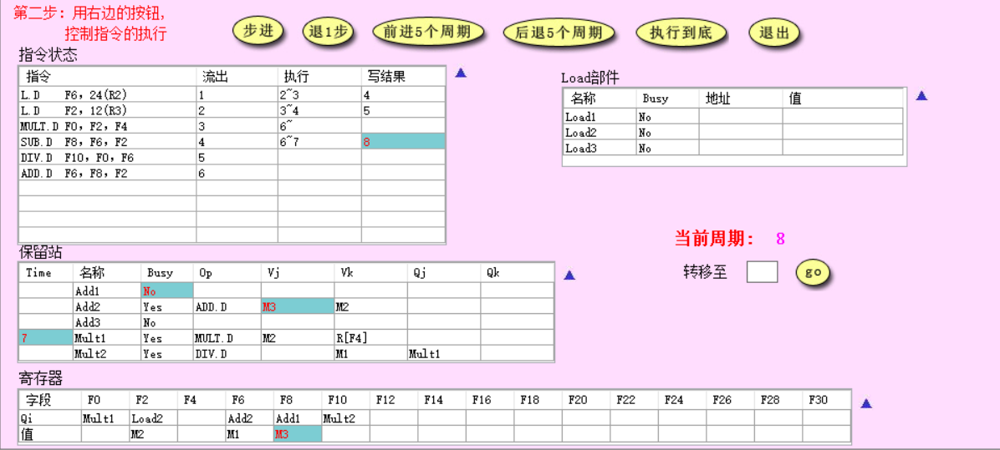 第二步：用右边的按钮，
控制指令的执行
步进 退1步 前进5个周期 后退5个周期 执行到底 退出
指令状态
指令 流出 执行 写结果
L.D F6, 24(R2) 1 2~3 4
L.D F2, 12(R3) 2 3~4 5
MULT.D F0, F2, F4 3 6~
SUB.D F8, F6, F2 4 6~7 8
DIV.D F10, F0, F6 5
ADD.D F6, F8, F2 6
Load部件
名称 Busy 地址 值
Load1 No
Load2 No
Load3 No
当前周期： 8
转移至 go
保留站
Time 名称 Busy Op Vj Vk Qj Qk
Add1 No
Add2 Yes ADD.D M3 M2
Add3 No
7 Mult1 Yes MULT.D M2 R[F4]
Mult2 Yes DIV.D M1 Mult1
寄存器
字段 F0 F2 F4 F6 F8 F10 F12 F14 F16 F18 F20 F22 F24 F26 F28 F30
Qi Mult1 Load2 Add2 Add1 Mult2
值 M2 M1 M3